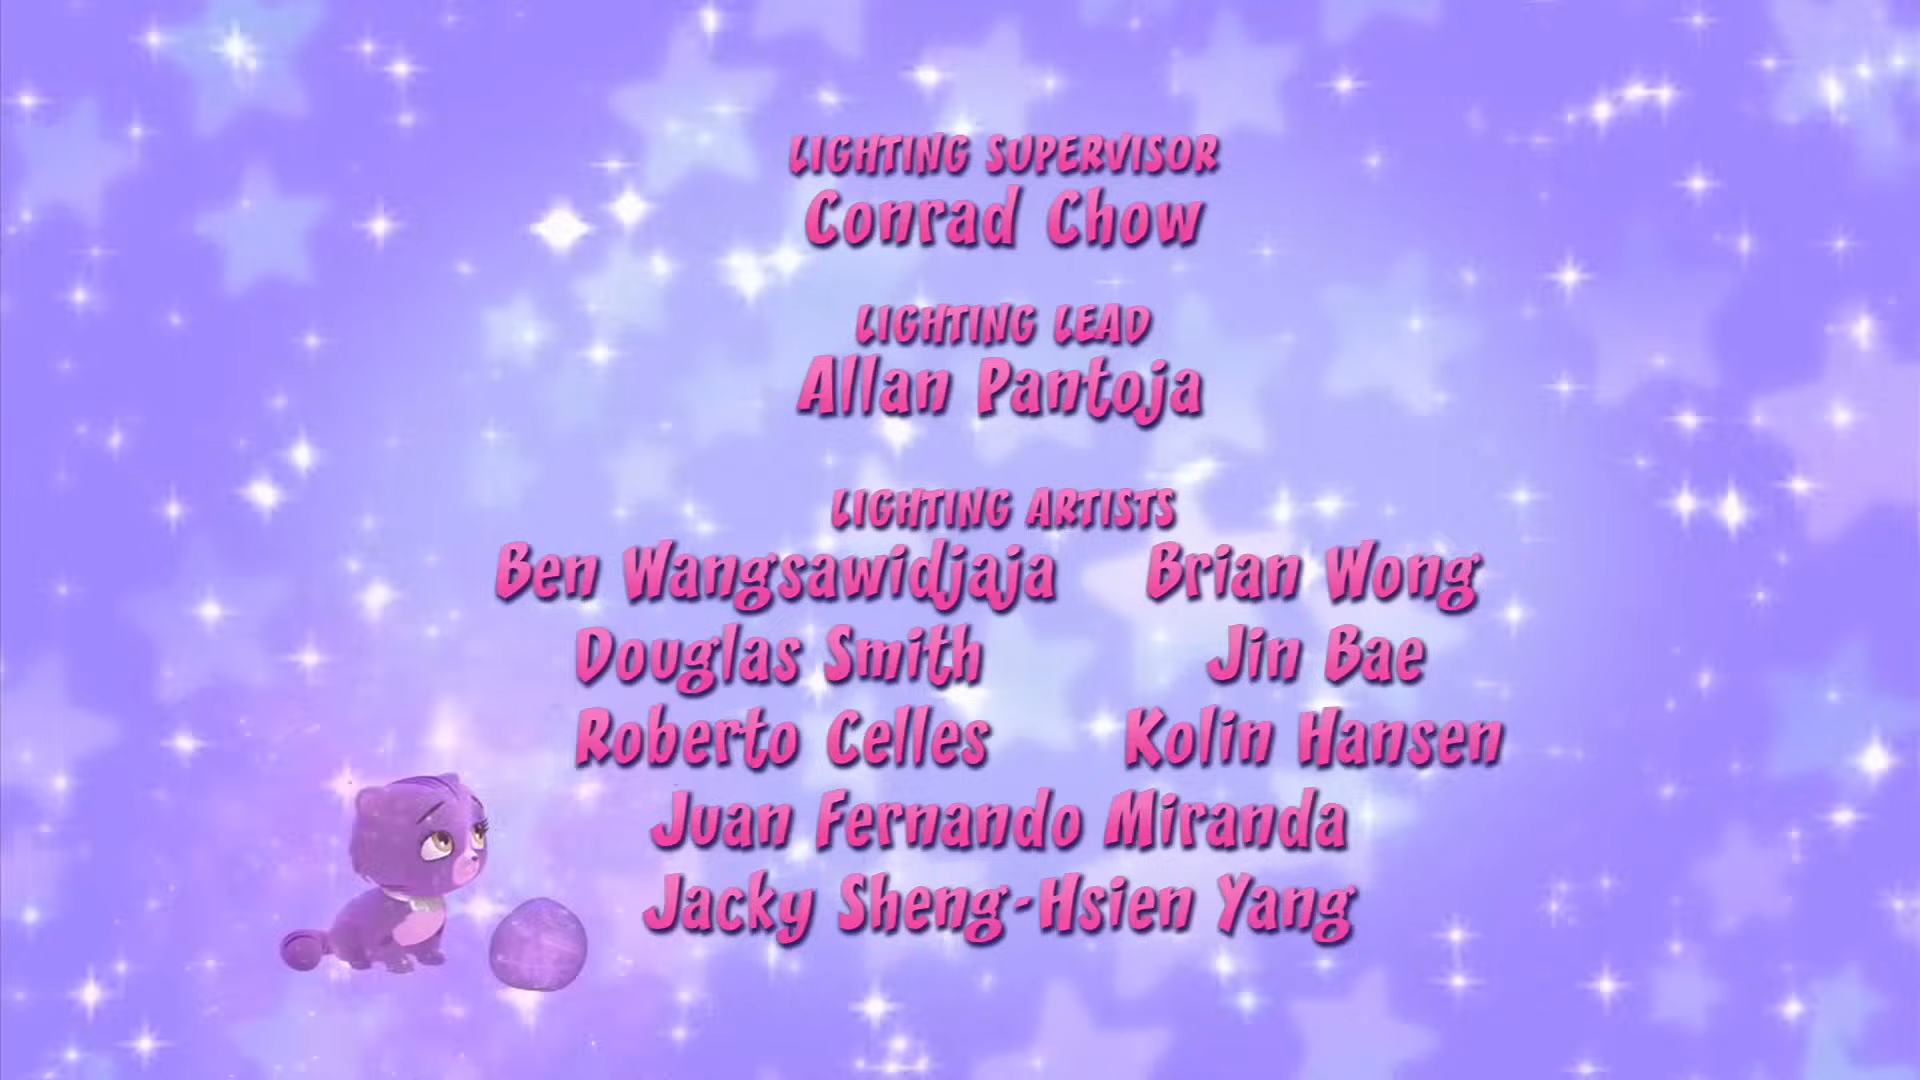 LIGHTING SUPERVISOR
Conrad Chow
LIGHTING LEAD
Allan Pantoja
LIGHTING ARTISTS
Ben Wangsawidjaja Brian Wong
Douglas Smith Jin Bae
Roberto Celles Kolin Hansen
Juan Fernando Miranda
Jacky Sheng-Hsien Yang